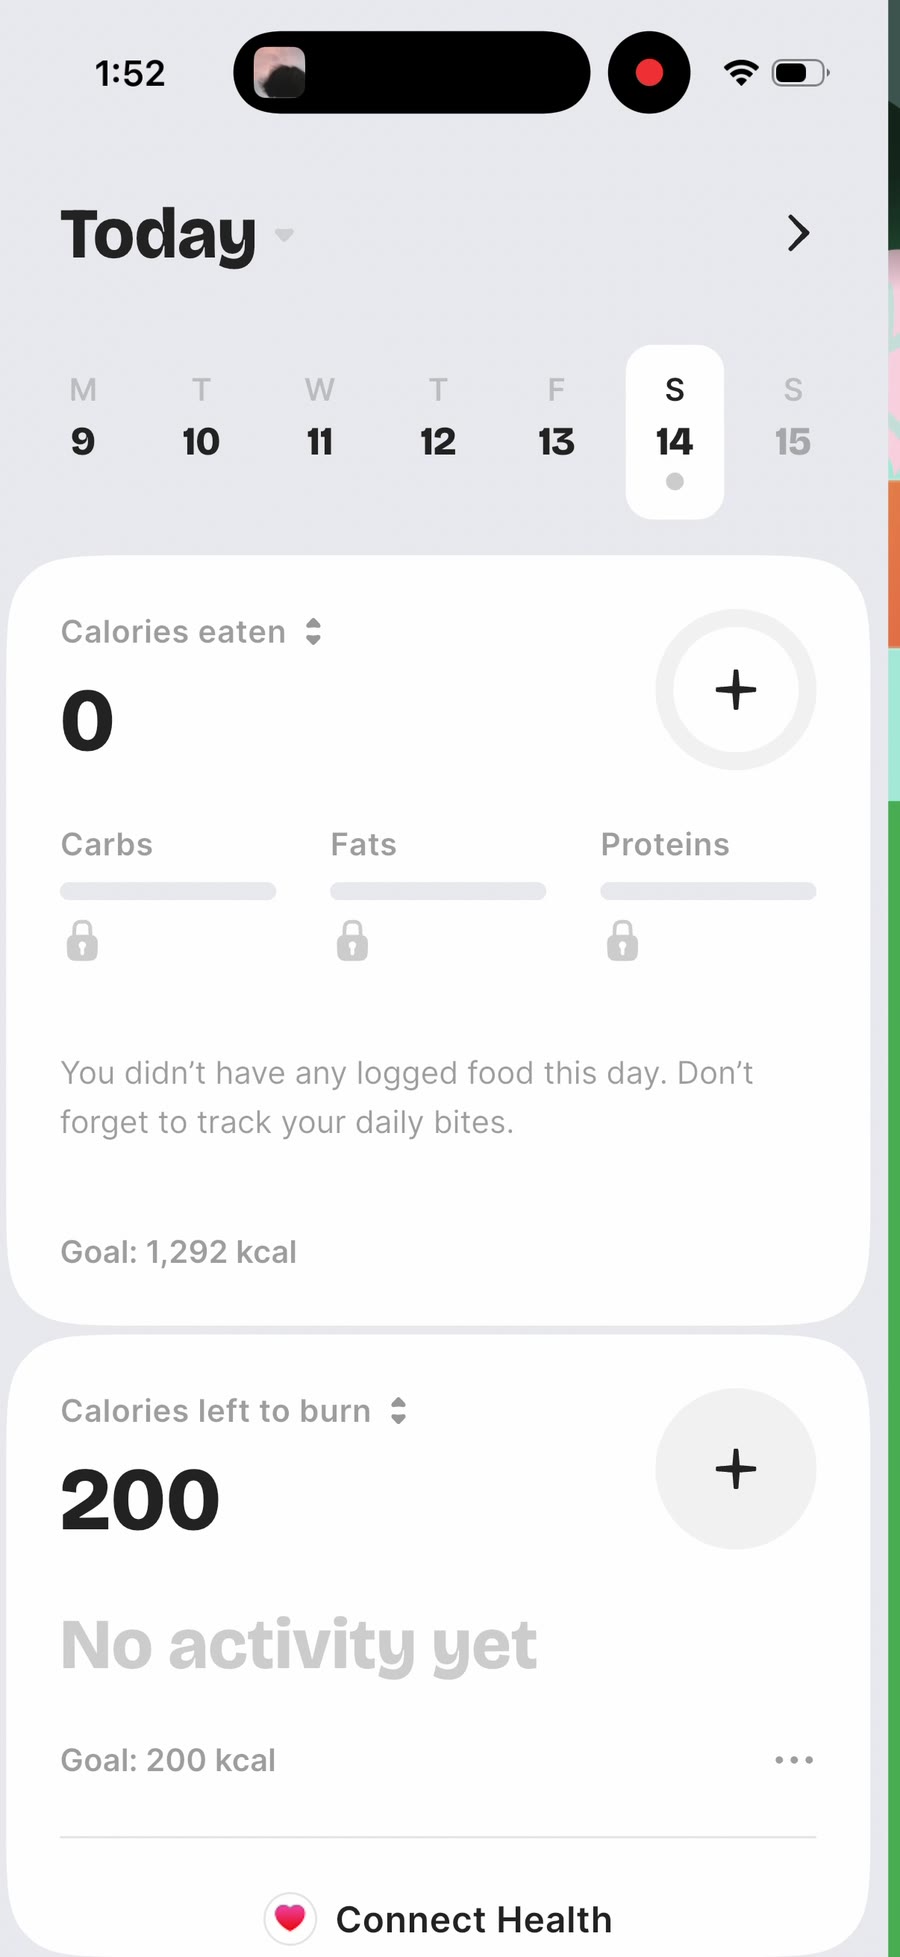 1:52
Today
M T W T F S S
9 10 11 12 13 14 15
Calories eaten
0
Carbs Fats Proteins
You didn’t have any logged food this day. Don’t
forget to track your daily bites.
Goal: 1,292 kcal
Calories left to burn
200
No activity yet
Goal: 200 kcal
Connect Health